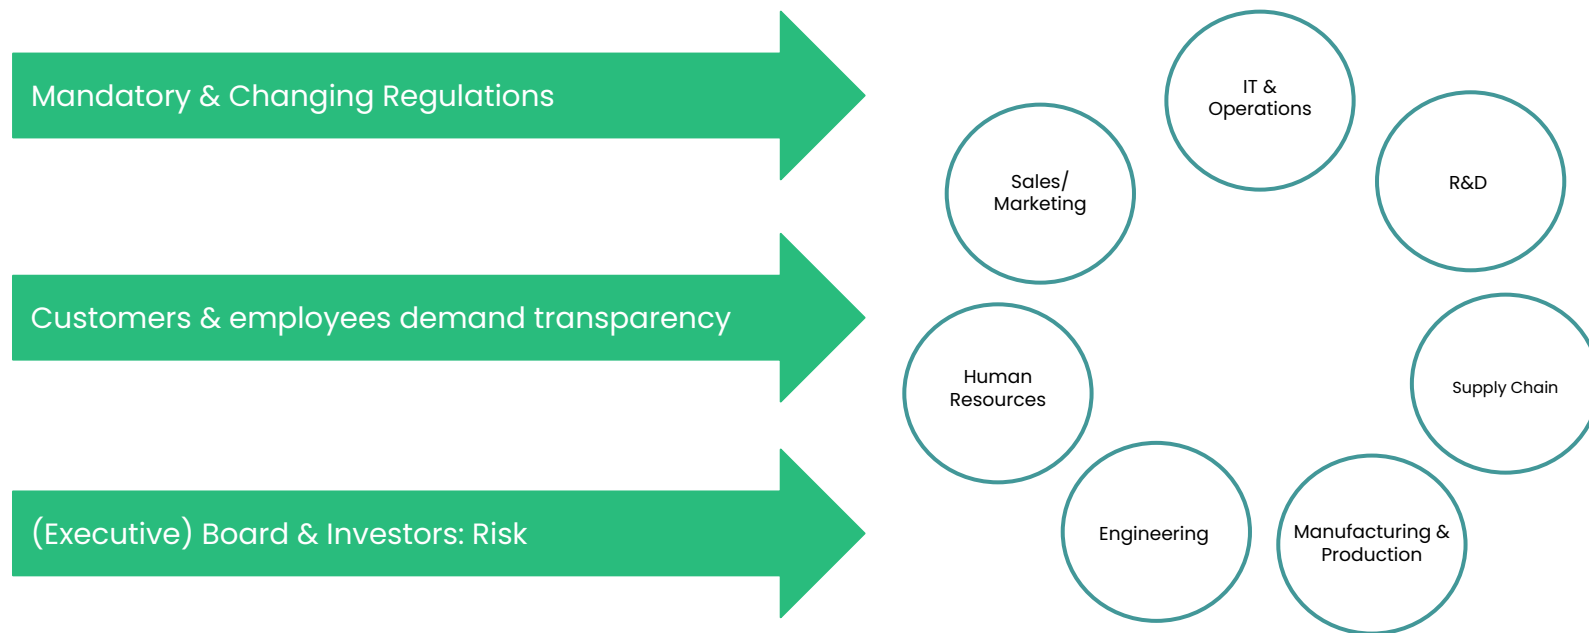 Mandatory & Changing Regulations
Customers & employees demand transparency
(Executive) Board & Investors: Risk
IT &
Operations
R&D
Sales/
Marketing
Human
Resources
Supply Chain
Engineering
Manufacturing &
Production